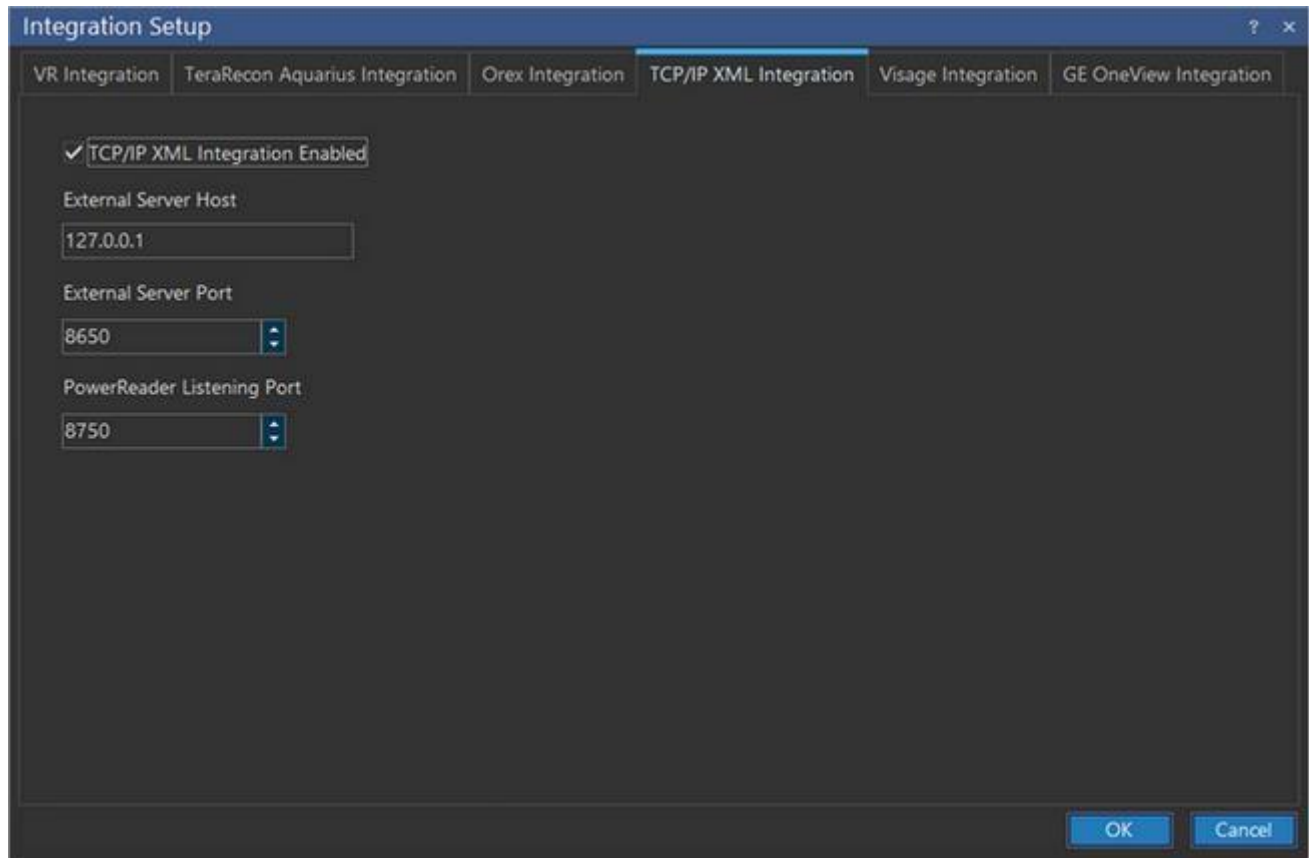 Integration Setup ? ×
VR Integration TeraRecon Aquarius Integration Orex Integration TCP/IP XML Integration Visage Integration GE OneView Integration
TCP/IP XML Integration Enabled
External Server Host
127.0.0.1
External Server Port
8650
PowerReader Listening Port
8750
OK Cancel